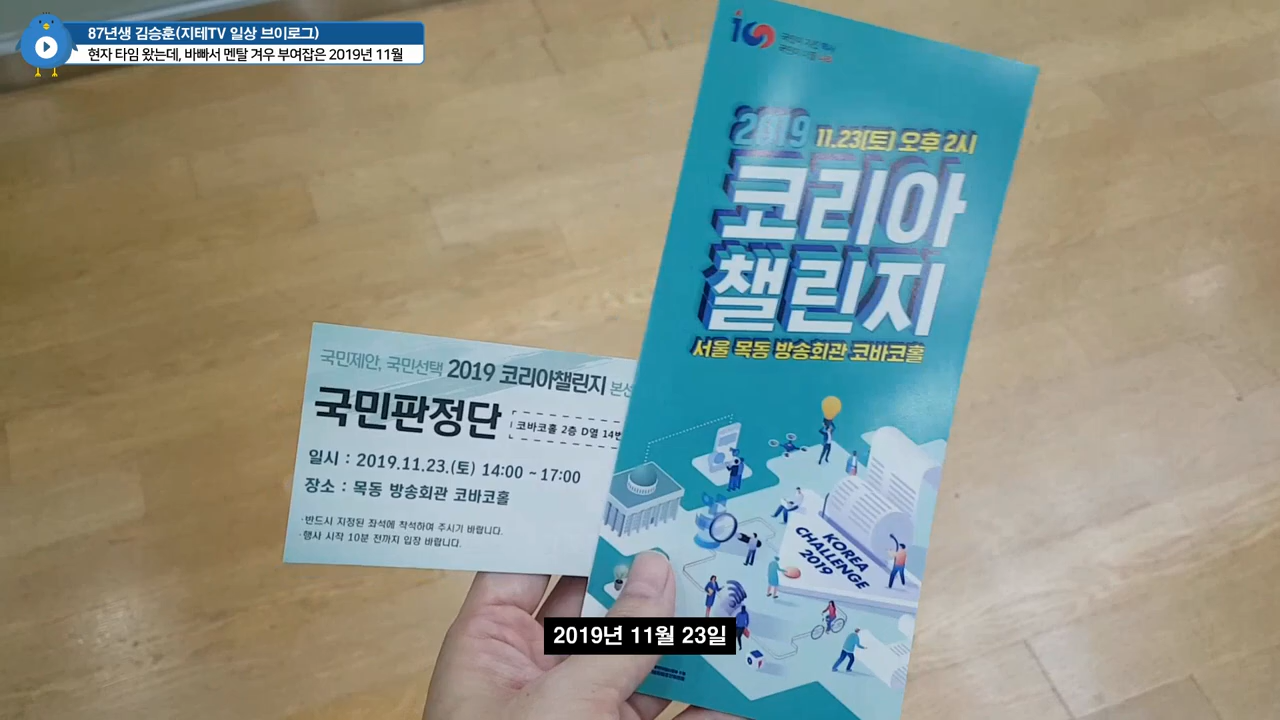 87년생 김승훈(지테TV 일상 브이로그)
현자 타임 왔는데, 바빠서 멘탈 겨우 부여잡은 2019년 11월
100
2019 11.23(토) 오후 2시
코리아
챌린지
서울 목동 방송회관 코바코홀
KOREA
CHALLENGE
2019
국민제안, 국민선택 2019 코리아챌린지 본선
국민판정단
코바코홀 2층 D열 14번
일시 : 2019.11.23.(토) 14:00 ~ 17:00
장소 : 목동 방송회관 코바코홀
·반드시 지정된 좌석에 착석하여 주시기 바랍니다.
·행사 시작 10분 전까지 입장 바랍니다.
2019년 11월 23일